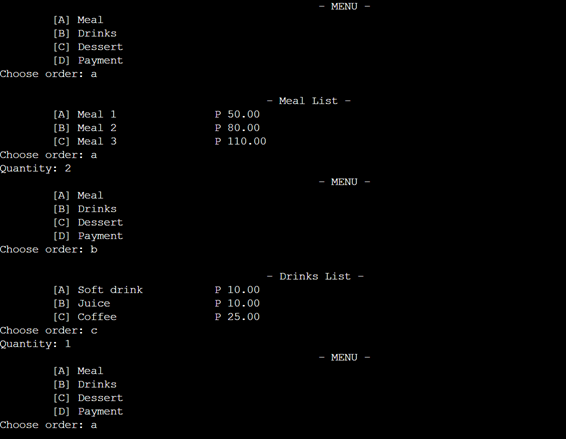 - MENU -
[A] Meal
[B] Drinks
[C] Dessert
[D] Payment
Choose order: a
- Meal List -
[A] Meal 1 P 50.00
[B] Meal 2 P 80.00
[C] Meal 3 P 110.00
Choose order: a
Quantity: 2
- MENU -
[A] Meal
[B] Drinks
[C] Dessert
[D] Payment
Choose order: b
- Drinks List -
[A] Soft drink P 10.00
[B] Juice P 10.00
[C] Coffee P 25.00
Choose order: c
Quantity: 1
- MENU -
[A] Meal
[B] Drinks
[C] Dessert
[D] Payment
Choose order: a